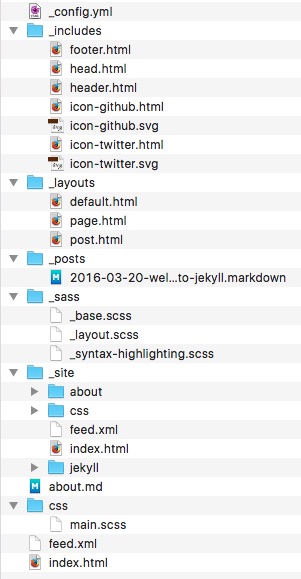 _config.yml
_includes
footer.html
head.html
header.html
icon-github.html
icon-github.svg
icon-twitter.html
icon-twitter.svg
_layouts
default.html
page.html
post.html
_posts
2016-03-20-wel...to-jekyll.markdown
_sass
_base.scss
_layout.scss
_syntax-highlighting.scss
_site
about
css
feed.xml
index.html
jekyll
about.md
css
main.scss
feed.xml
index.html